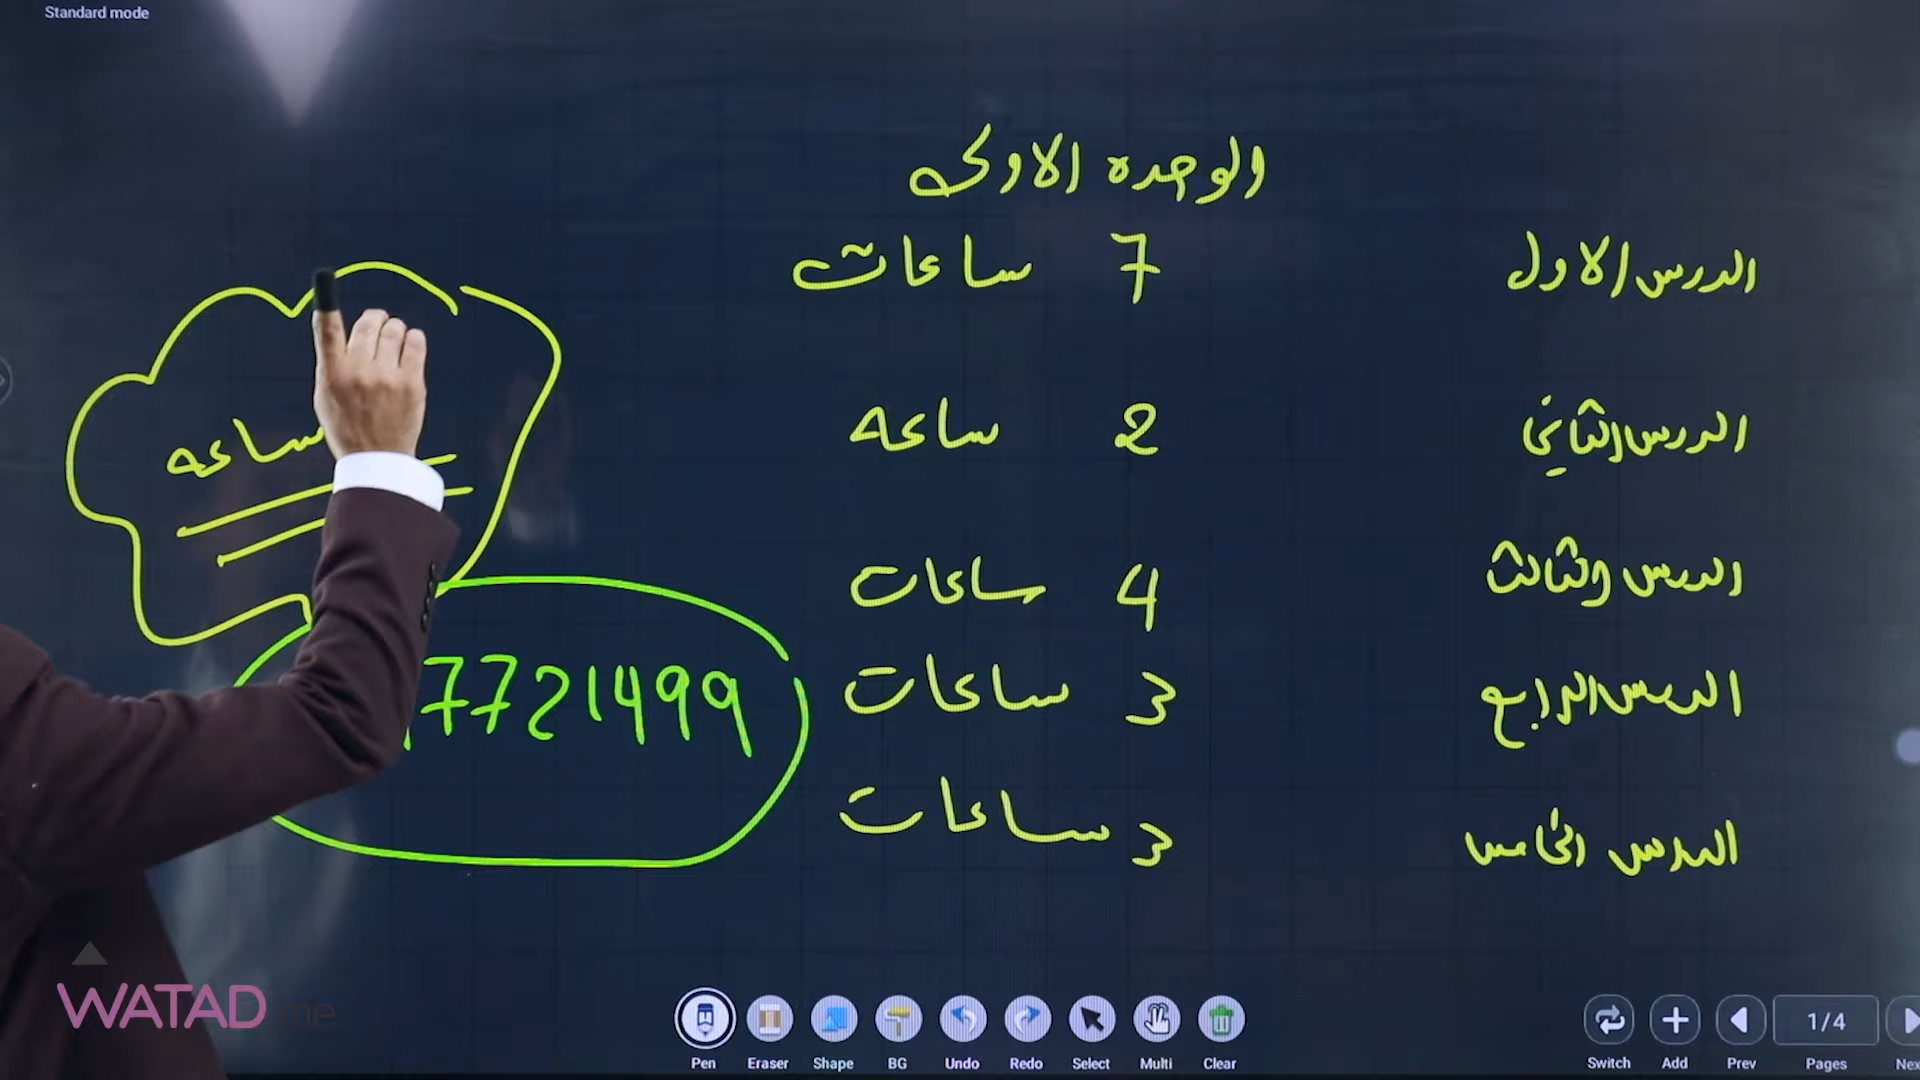 Standard mode
الوحده الاولى
الدرس الاول 7 ساعات
الدرس الثاني 2 ساعه
الدرس الثالث 4 ساعات
الدرس الرابع 3 ساعات
الدرس الخامس 3 ساعات
ساعه
7721499
WATAD me
Pen Eraser Shape BG Undo Redo Select Multi Clear
Switch Add Prev 1/4 Pages